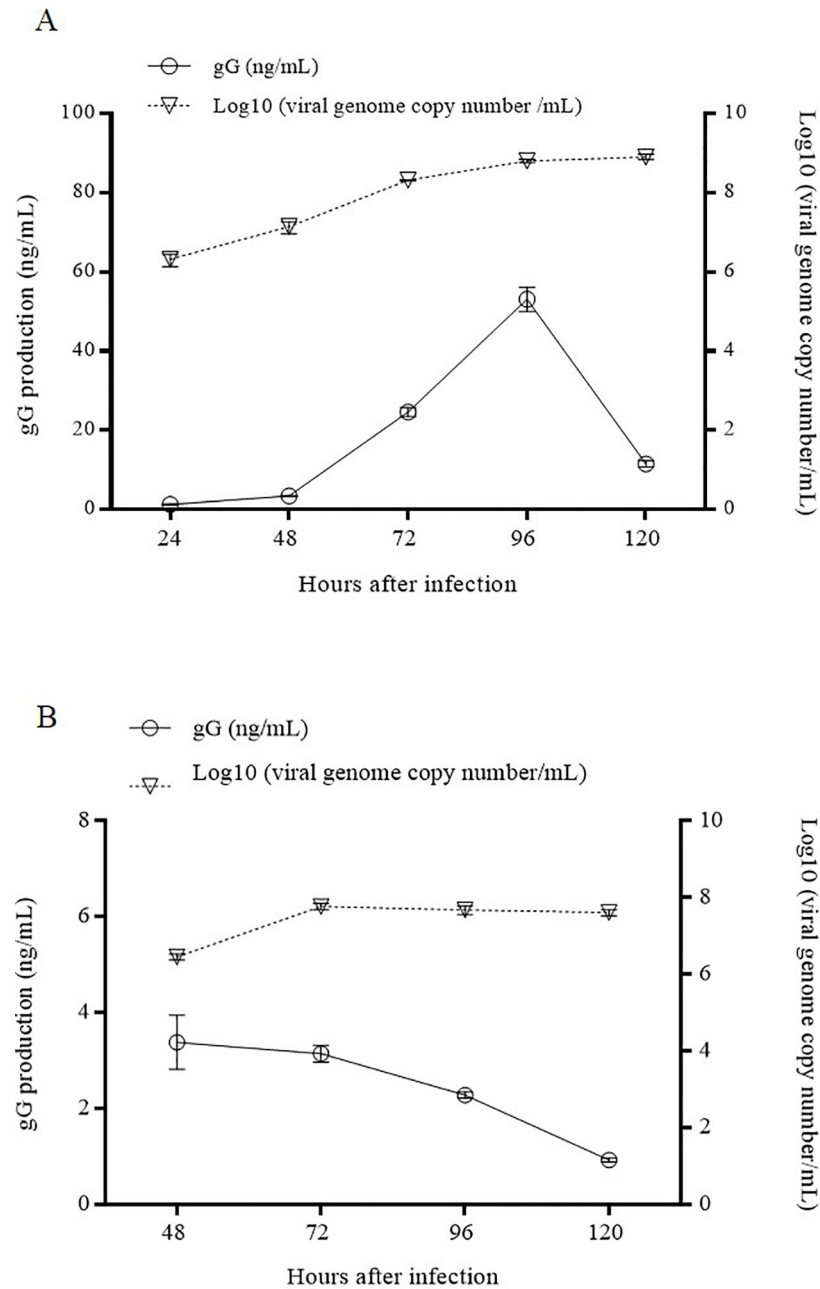 A
gG (ng/mL)
Log10 (viral genome copy number /mL)
100
80
60
40
20
0
gG production (ng/mL)
10
8
6
4
2
0
Log10 (viral genome copy number/mL)
24 48 72 96 120
Hours after infection
B
gG (ng/mL)
Log10 (viral genome copy number/mL)
8
6
4
2
0
gG production (ng/mL)
10
8
6
4
2
0
Log10 (viral genome copy number/mL)
48 72 96 120
Hours after infection